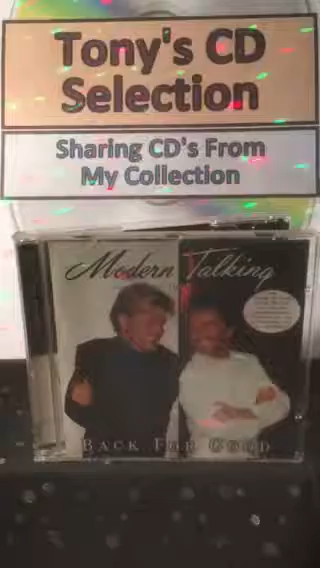 Tony's CD
Selection
Sharing CD's From
My Collection
Modern Talking
BACK FOR GOOD